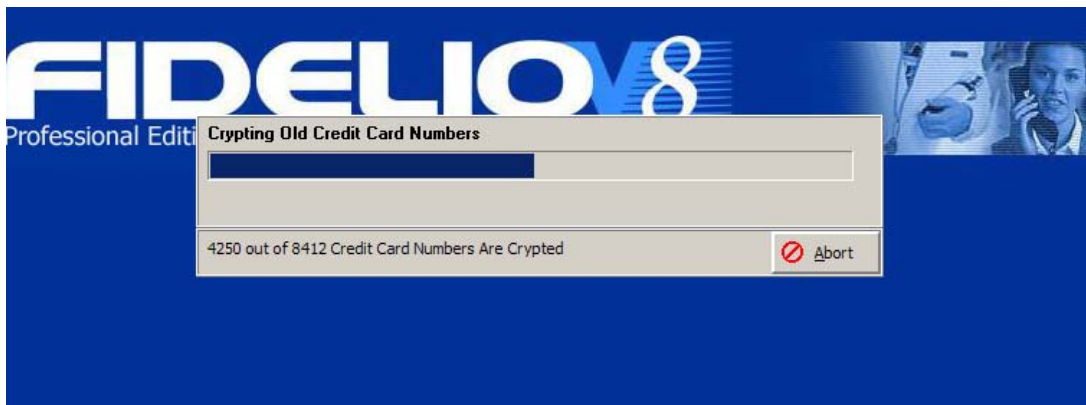 FIDELIO V8
Professional Editi
Crypting Old Credit Card Numbers
4250 out of 8412 Credit Card Numbers Are Crypted
Abort